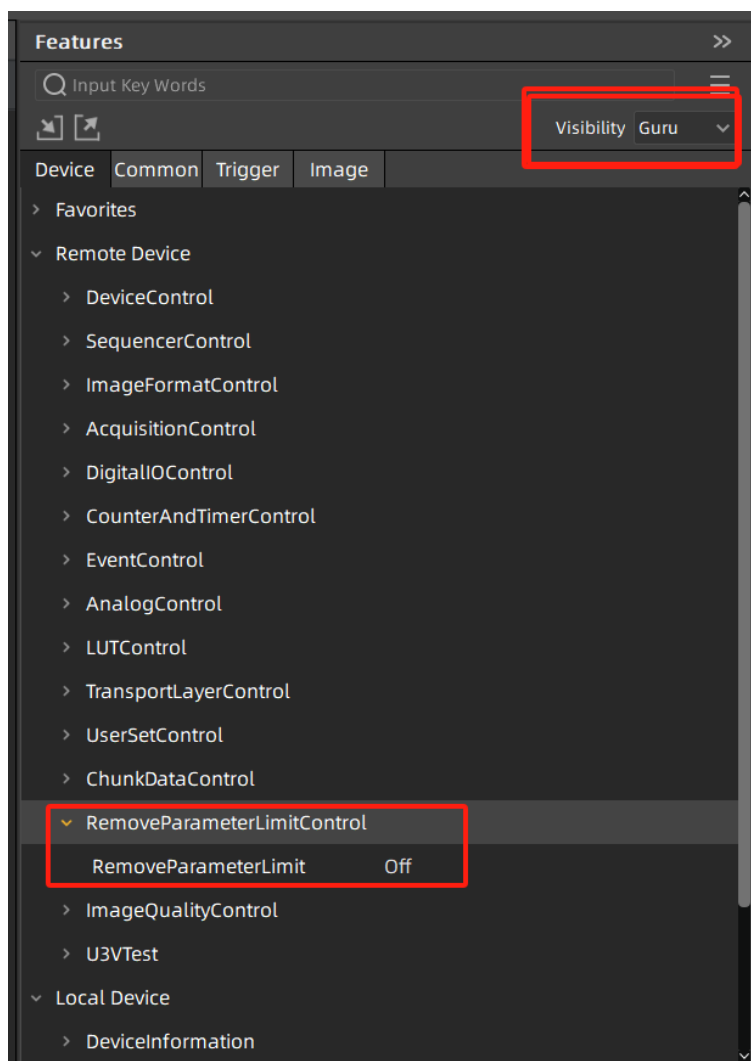 Features
Input Key Words
Visibility Guru
Device Common Trigger Image
Favorites
Remote Device
DeviceControl
SequencerControl
ImageFormatControl
AcquisitionControl
DigitalIOControl
CounterAndTimerControl
EventControl
AnalogControl
LUTControl
TransportLayerControl
UserSetControl
ChunkDataControl
RemoveParameterLimitControl
RemoveParameterLimit Off
ImageQualityControl
U3VTest
Local Device
DeviceInformation